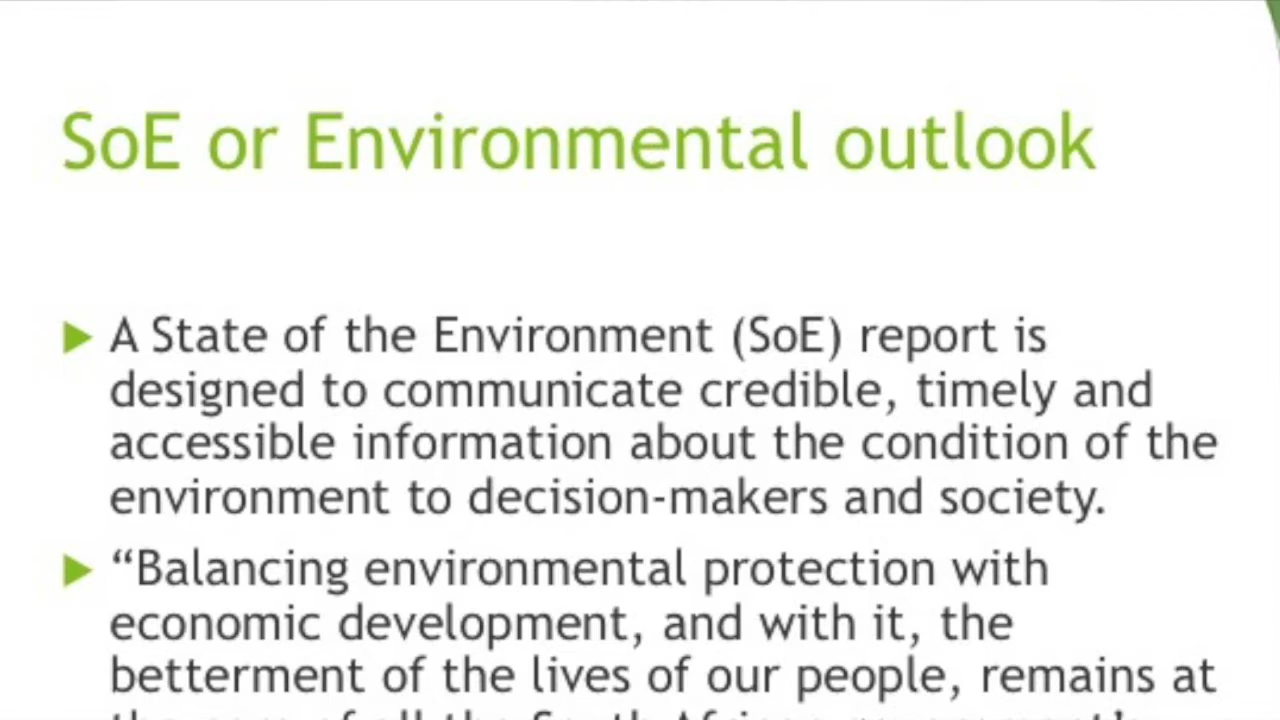 SoE or Environmental outlook
A State of the Environment (SoE) report is
designed to communicate credible, timely and
accessible information about the condition of the
environment to decision-makers and society.
“Balancing environmental protection with
economic development, and with it, the
betterment of the lives of our people, remains at